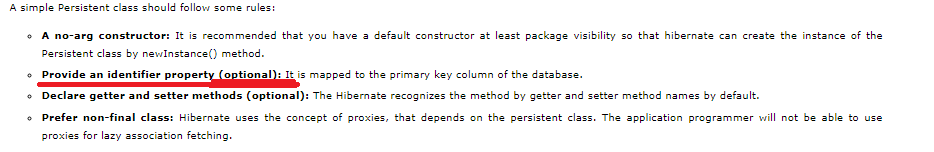 A simple Persistent class should follow some rules:
A no-arg constructor: It is recommended that you have a default constructor at least package visibility so that hibernate can create the instance of the
Persistent class by newInstance() method.
Provide an identifier property (optional): It is mapped to the primary key column of the database.
Declare getter and setter methods (optional): The Hibernate recognizes the method by getter and setter method names by default.
Prefer non-final class: Hibernate uses the concept of proxies, that depends on the persistent class. The application programmer will not be able to use
proxies for lazy association fetching.